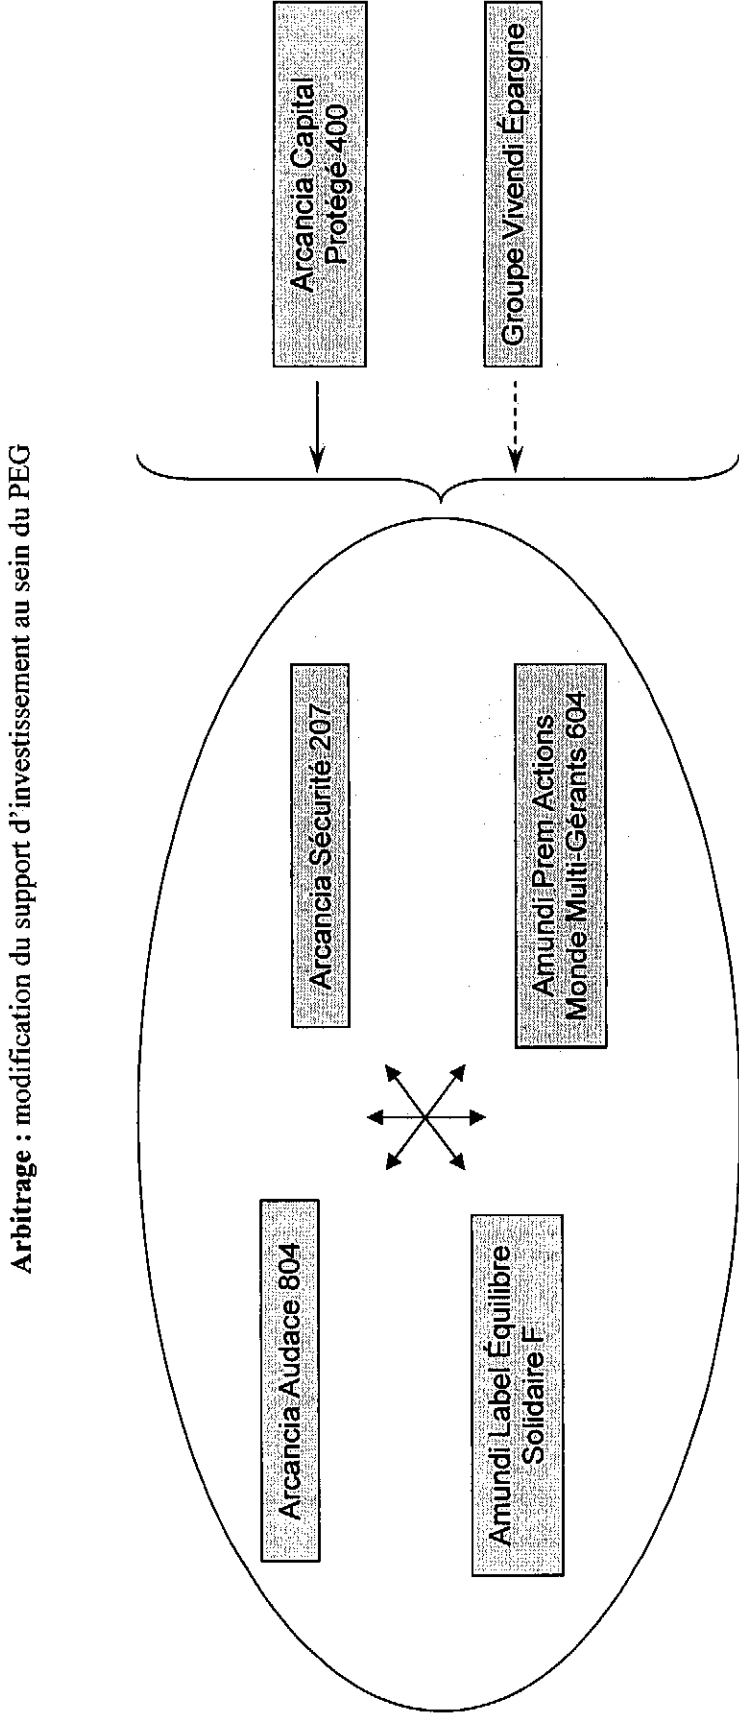 Arbitrage : modification du support d'investissement au sein du PEG
Arcancia Audace 804
Arcancia Sécurité 207
Arcancia Capital
Protégé 400
Amundi Label Équilibre
Solidaire F
Amundi Prem Actions
Monde Multi-Gérants 604
Groupe Vivendi Épargne